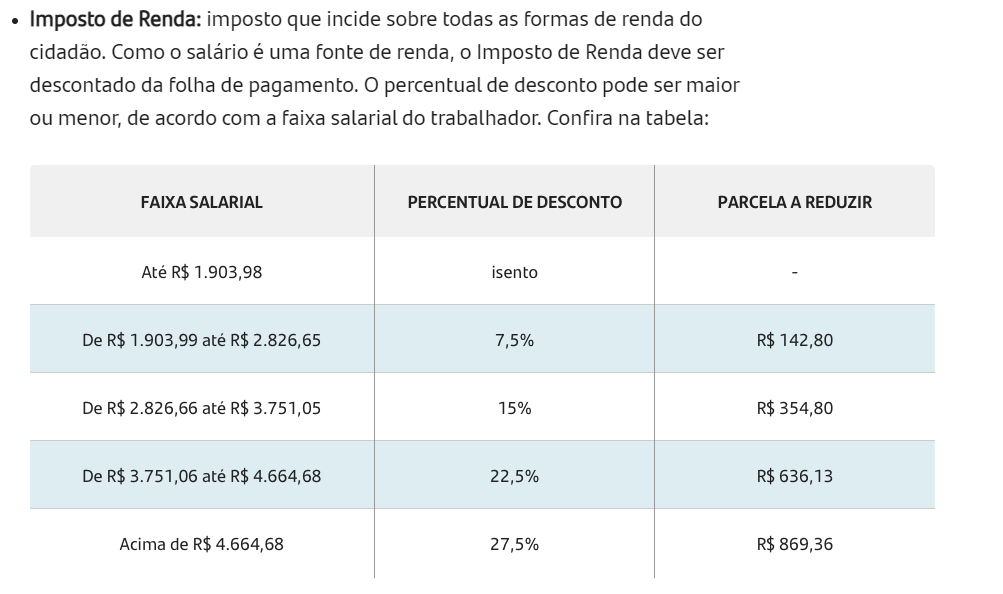 • Imposto de Renda: imposto que incide sobre todas as formas de renda do
cidadão. Como o salário é uma fonte de renda, o Imposto de Renda deve ser
descontado da folha de pagamento. O percentual de desconto pode ser maior
ou menor, de acordo com a faixa salarial do trabalhador. Confira na tabela:
FAIXA SALARIAL PERCENTUAL DE DESCONTO PARCELA A REDUZIR
Até R$ 1.903,98 isento -
De R$ 1.903,99 até R$ 2.826,65 7,5% R$ 142,80
De R$ 2.826,66 até R$ 3.751,05 15% R$ 354,80
De R$ 3.751,06 até R$ 4.664,68 22,5% R$ 636,13
Acima de R$ 4.664,68 27,5% R$ 869,36